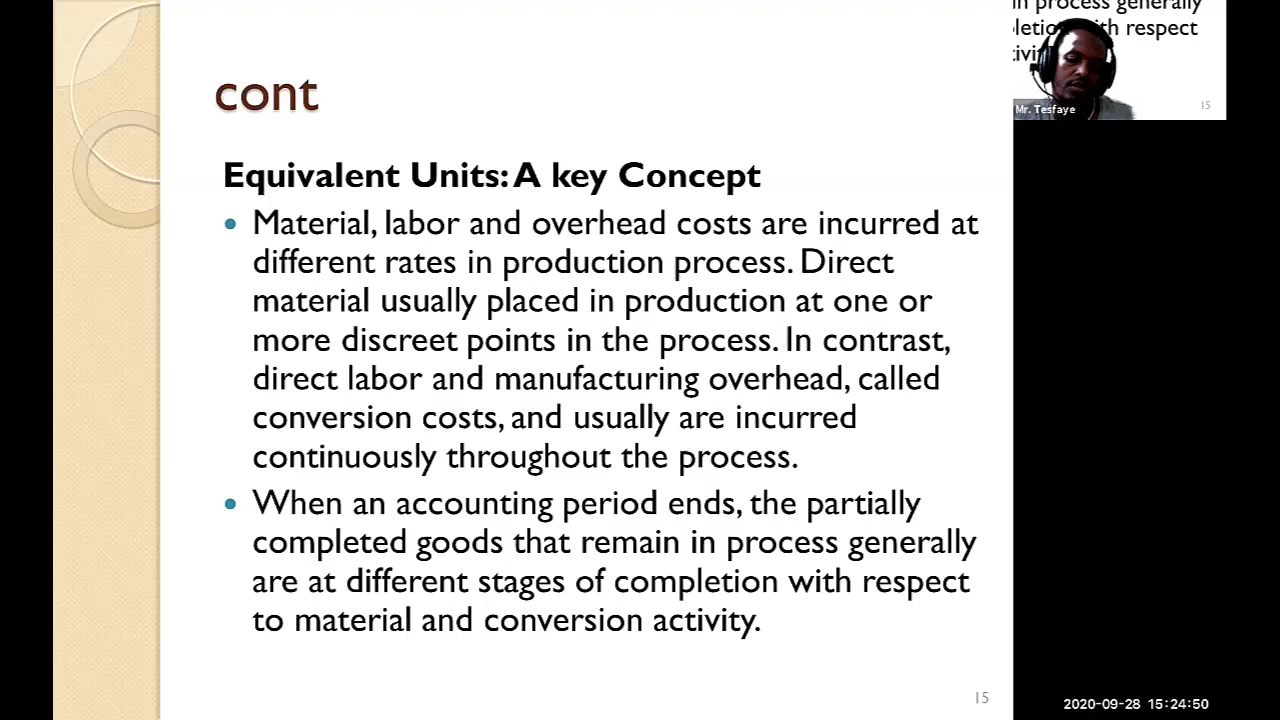 cont
Equivalent Units: A key Concept
• Material, labor and overhead costs are incurred at
different rates in production process. Direct
material usually placed in production at one or
more discreet points in the process. In contrast,
direct labor and manufacturing overhead, called
conversion costs, and usually are incurred
continuously throughout the process.
• When an accounting period ends, the partially
completed goods that remain in process generally
are at different stages of completion with respect
to material and conversion activity.
15
in process generally
respect
Mr. Tesfaye
15
2020-09-28 15:24:50